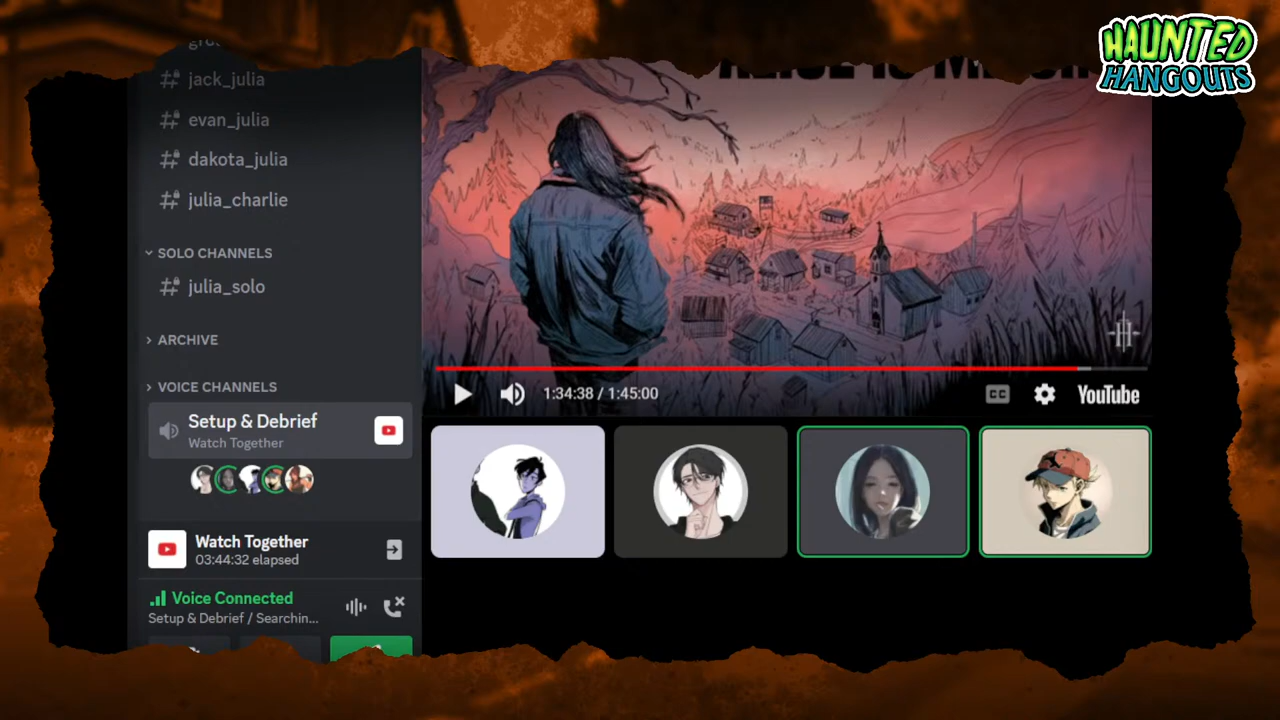 HAUNTED
HANGOUTS
jack_julia
evan_julia
dakota_julia
julia_charlie
SOLO CHANNELS
julia_solo
ARCHIVE
VOICE CHANNELS
Setup & Debrief
Watch Together
Watch Together
03:44:32 elapsed
Voice Connected
Setup & Debrief / Searchin...
1:34:38 / 1:45:00
CC
YouTube